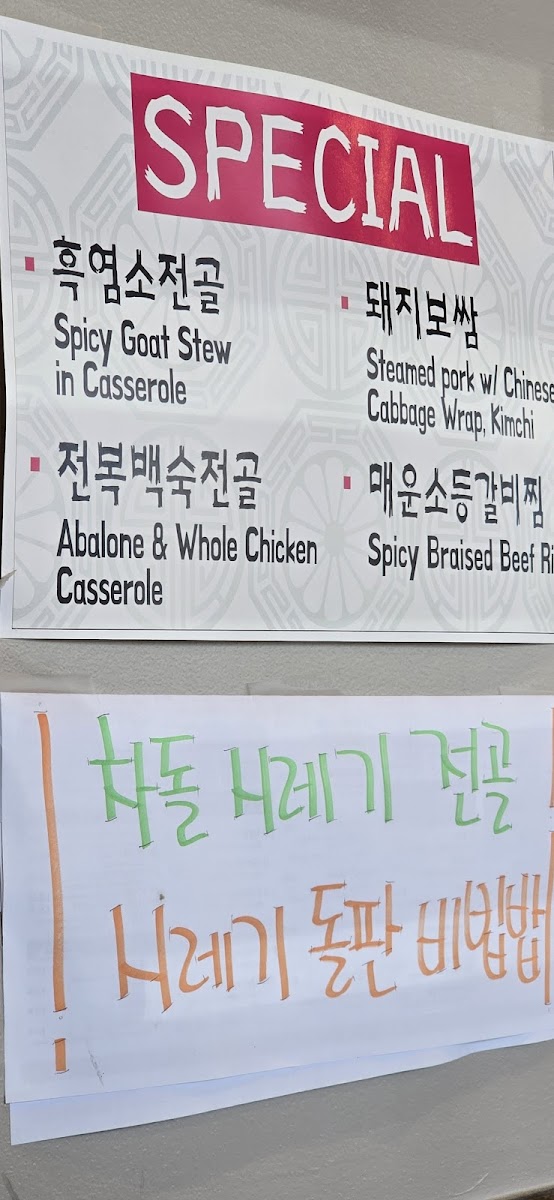 SPECIAL
흑염소전골
Spicy Goat Stew
in Casserole
돼지보쌈
Steamed pork w/ Chinese
Cabbage Wrap, Kimchi
전복백숙전골
Abalone & Whole Chicken
Casserole
매운소등갈비찜
Spicy Braised Beef
차돌 시레기 전골
시레기 돌판 비빔밥